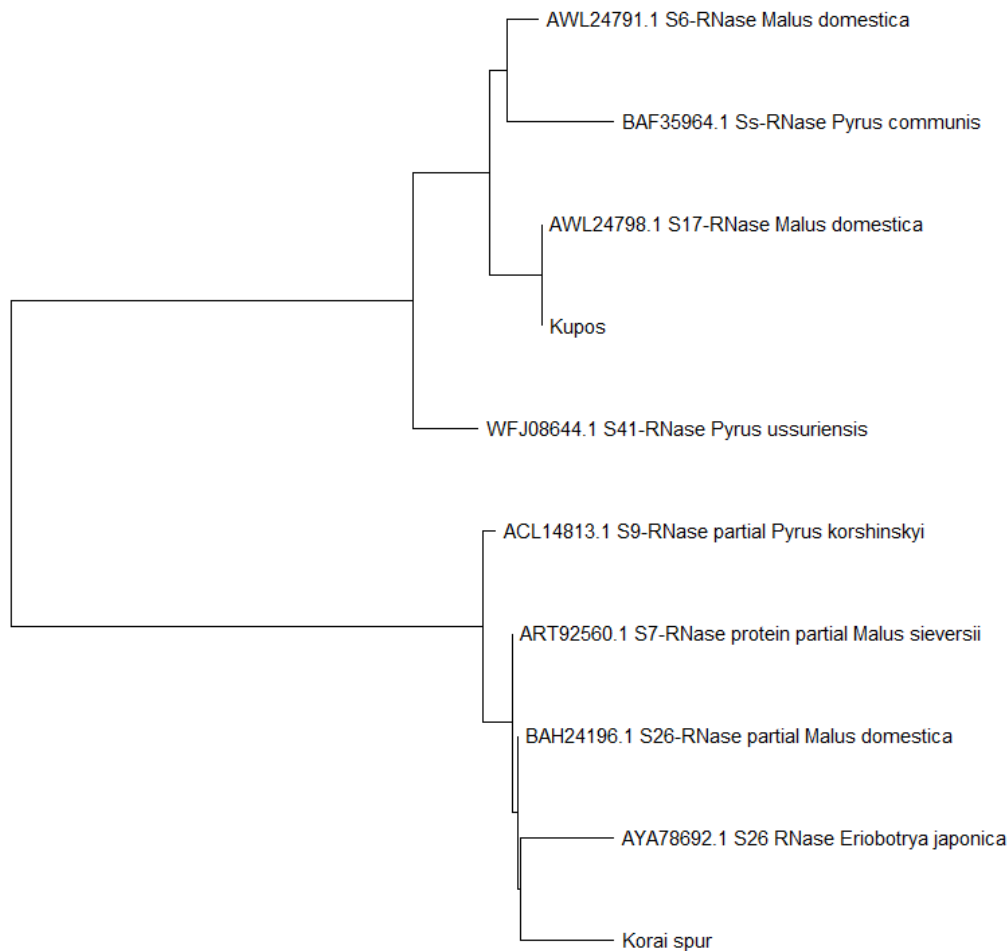 AWL24791.1 S6-RNase Malus domestica
BAF35964.1 Ss-RNase Pyrus communis
AWL24798.1 S17-RNase Malus domestica
Kupos
WFJ08644.1 S41-RNase Pyrus ussuriensis
ACL14813.1 S9-RNase partial Pyrus korshinskyi
ART92560.1 S7-RNase protein partial Malus sieversii
BAH24196.1 S26-RNase partial Malus domestica
AYA78692.1 S26 RNase Eriobotrya japonica
Korai spur